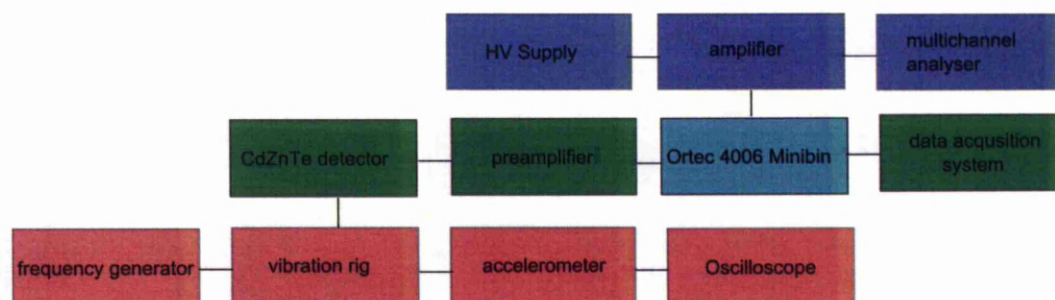 HV Supply
amplifier
multichannel
analyser
CdZnTe detector
preamplifier
Ortec 4006 Minibin
data acqusition
system
frequency generator
vibration rig
accelerometer
Oscilloscope